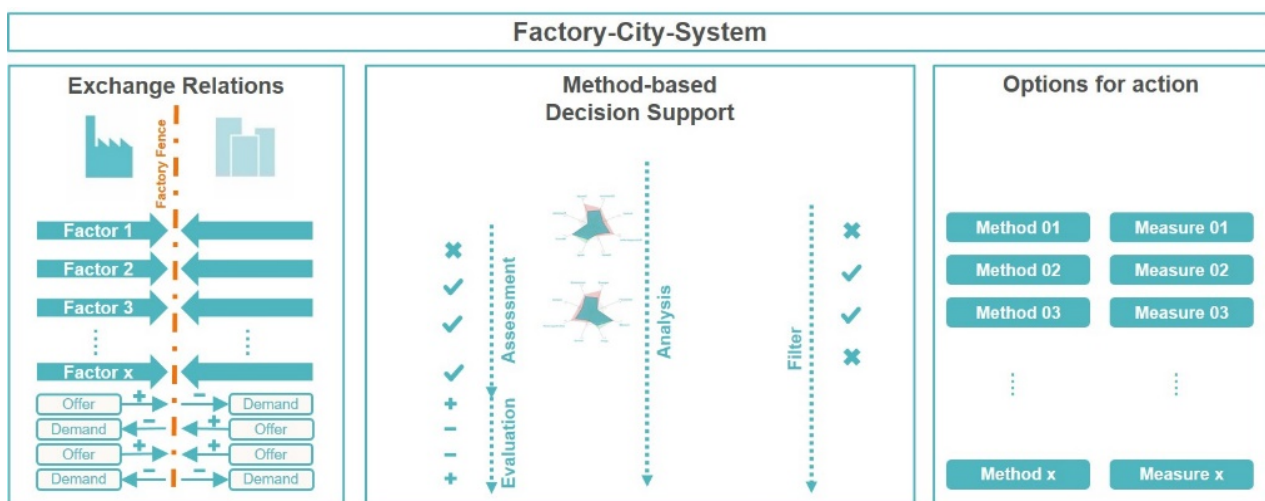 Factory-City-System
Exchange Relations
Factory Fence
Factor 1
Factor 2
Factor 3
Factor x
Offer
+
−
Demand
Demand
−
+
Offer
Offer
+
+
Offer
Demand
−
−
Demand
Method-based
Decision Support
Assessment
Evaluation
+
−
−
+
Analysis
Filter
Options for action
Method 01
Measure 01
Method 02
Measure 02
Method 03
Measure 03
Method x
Measure x